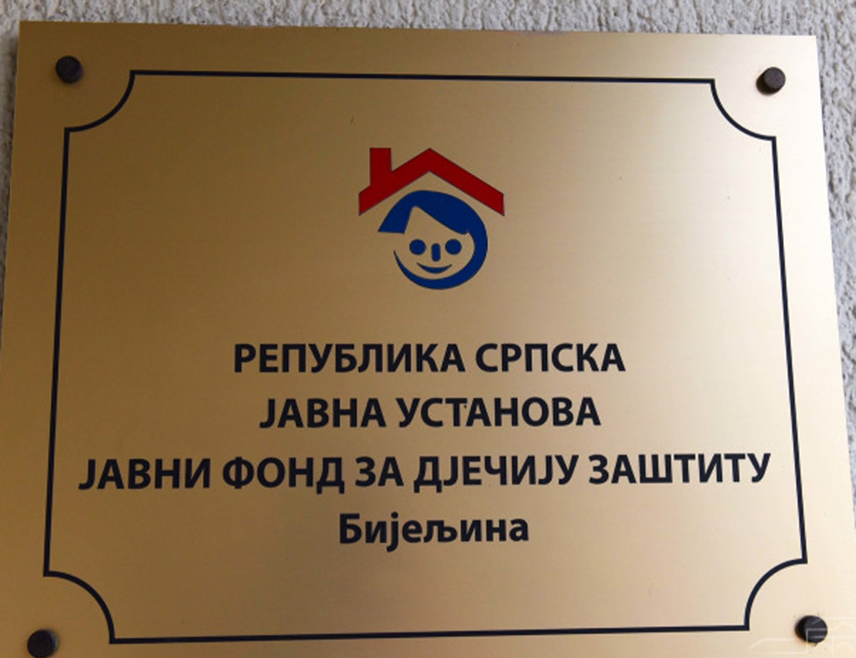 РЕПУБЛИКА СРПСКА
ЈАВНА УСТАНОВА
ЈАВНИ ФОНД ЗА ДЈЕЧИЈУ ЗАШТИТУ
Бијељина